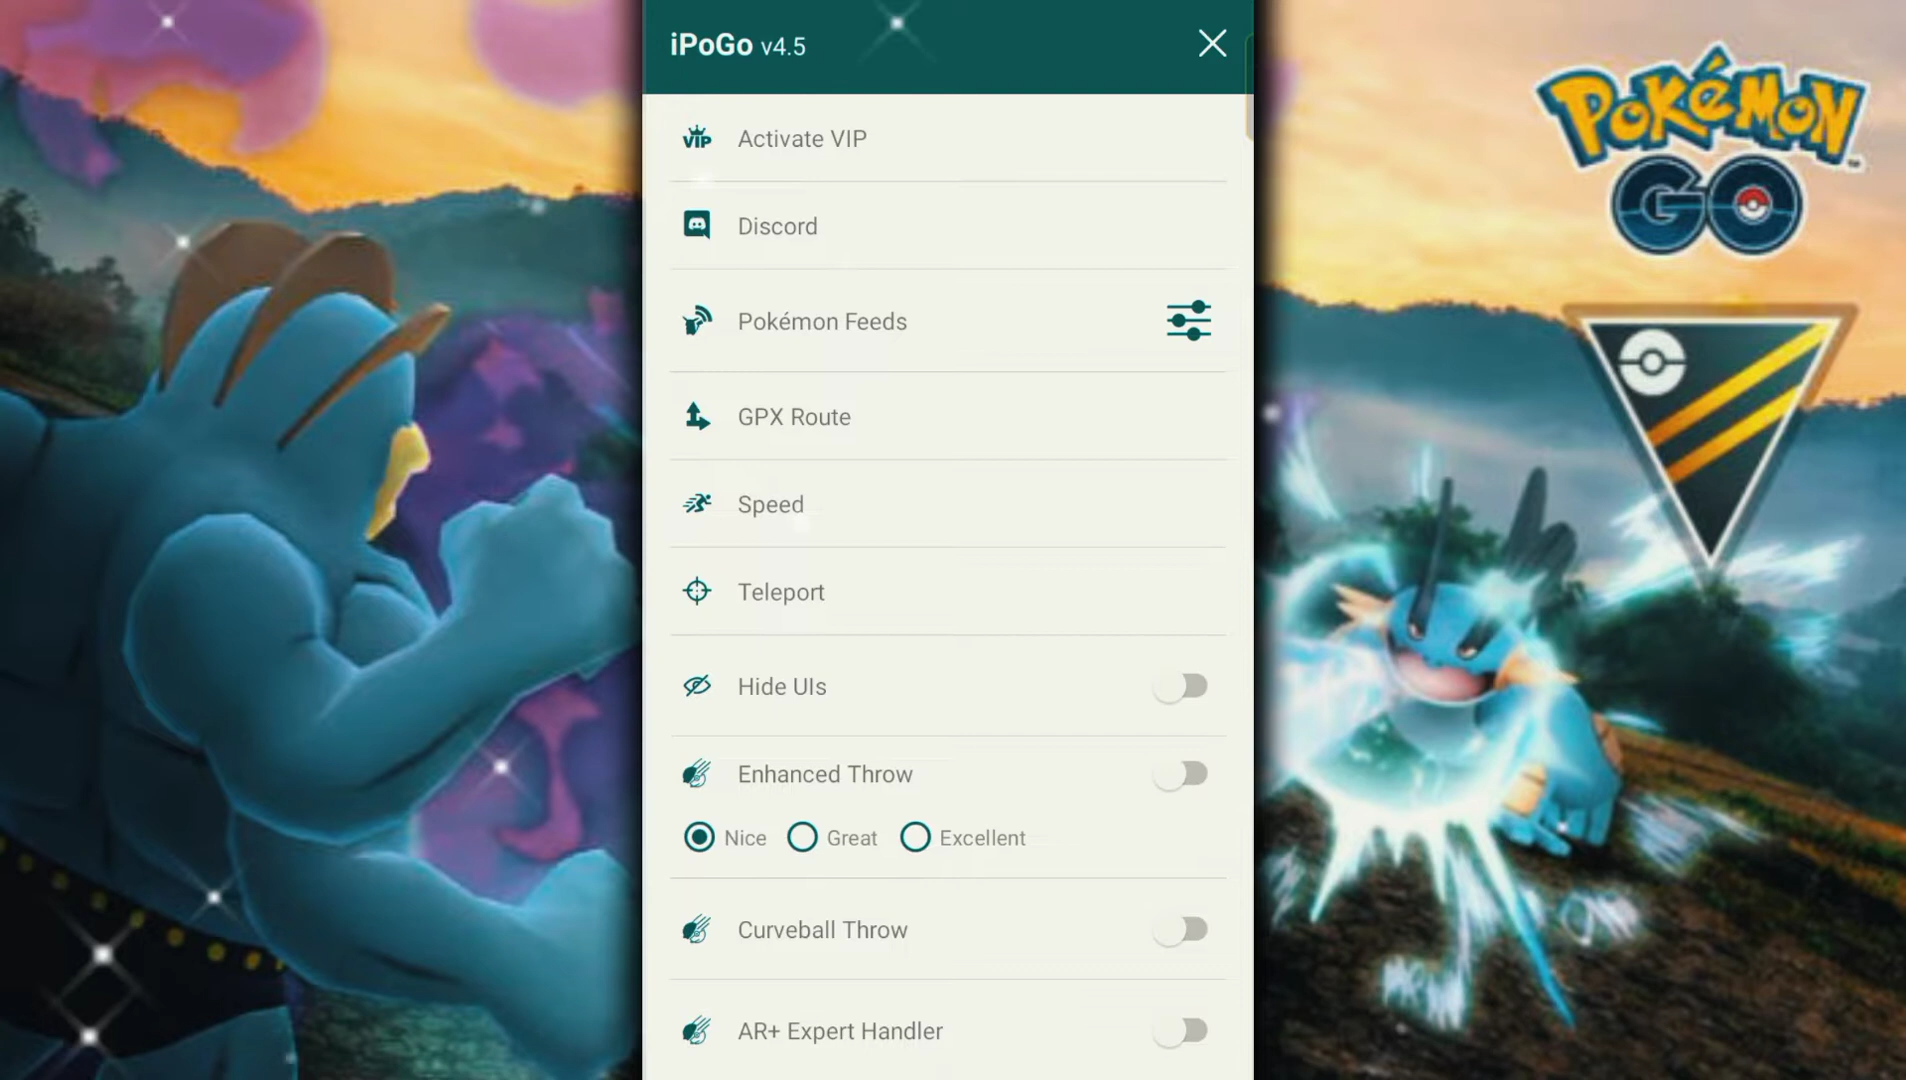 iPoGo v4.5
Activate VIP
Discord
Pokémon Feeds
GPX Route
Speed
Teleport
Hide UIs
Enhanced Throw
Nice Great Excellent
Curveball Throw
AR+ Expert Handler
POKéMON
GO